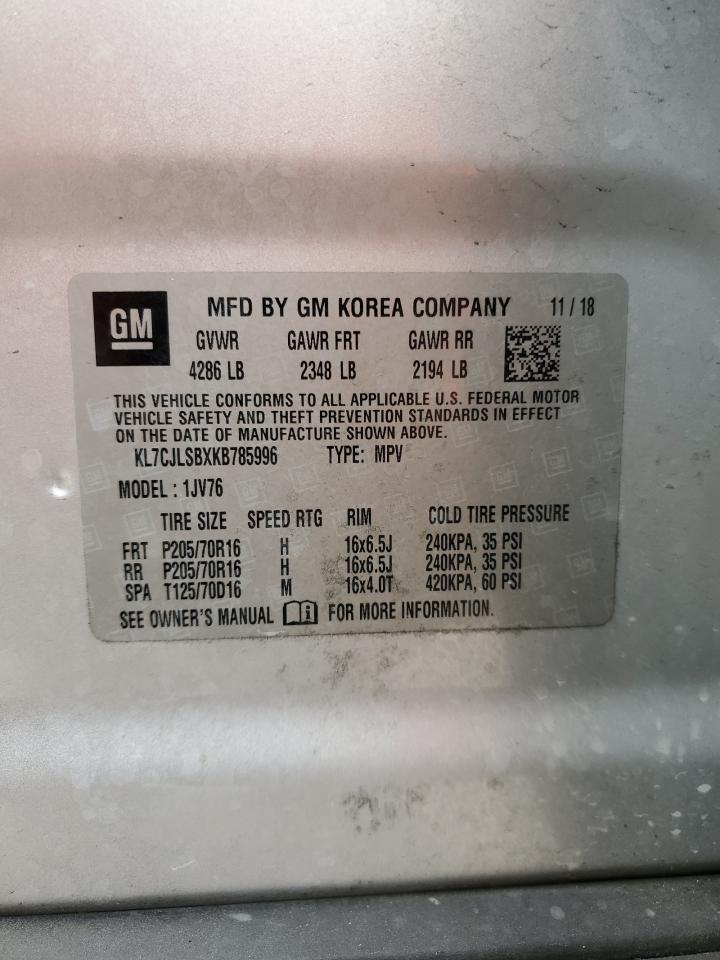 GM MFD BY GM KOREA COMPANY 11 / 18
GVWR GAWR FRT GAWR RR
4286 LB 2348 LB 2194 LB
THIS VEHICLE CONFORMS TO ALL APPLICABLE U.S. FEDERAL MOTOR
VEHICLE SAFETY AND THEFT PREVENTION STANDARDS IN EFFECT
ON THE DATE OF MANUFACTURE SHOWN ABOVE.
KL7CJLSBXKB785996 TYPE: MPV
MODEL : 1JV76
TIRE SIZE SPEED RTG RIM COLD TIRE PRESSURE
FRT P205/70R16 H 16x6.5J 240KPA, 35 PSI
RR P205/70R16 H 16x6.5J 240KPA, 35 PSI
SPA T125/70D16 M 16x4.0T 420KPA, 60 PSI
SEE OWNER'S MANUAL i FOR MORE INFORMATION.